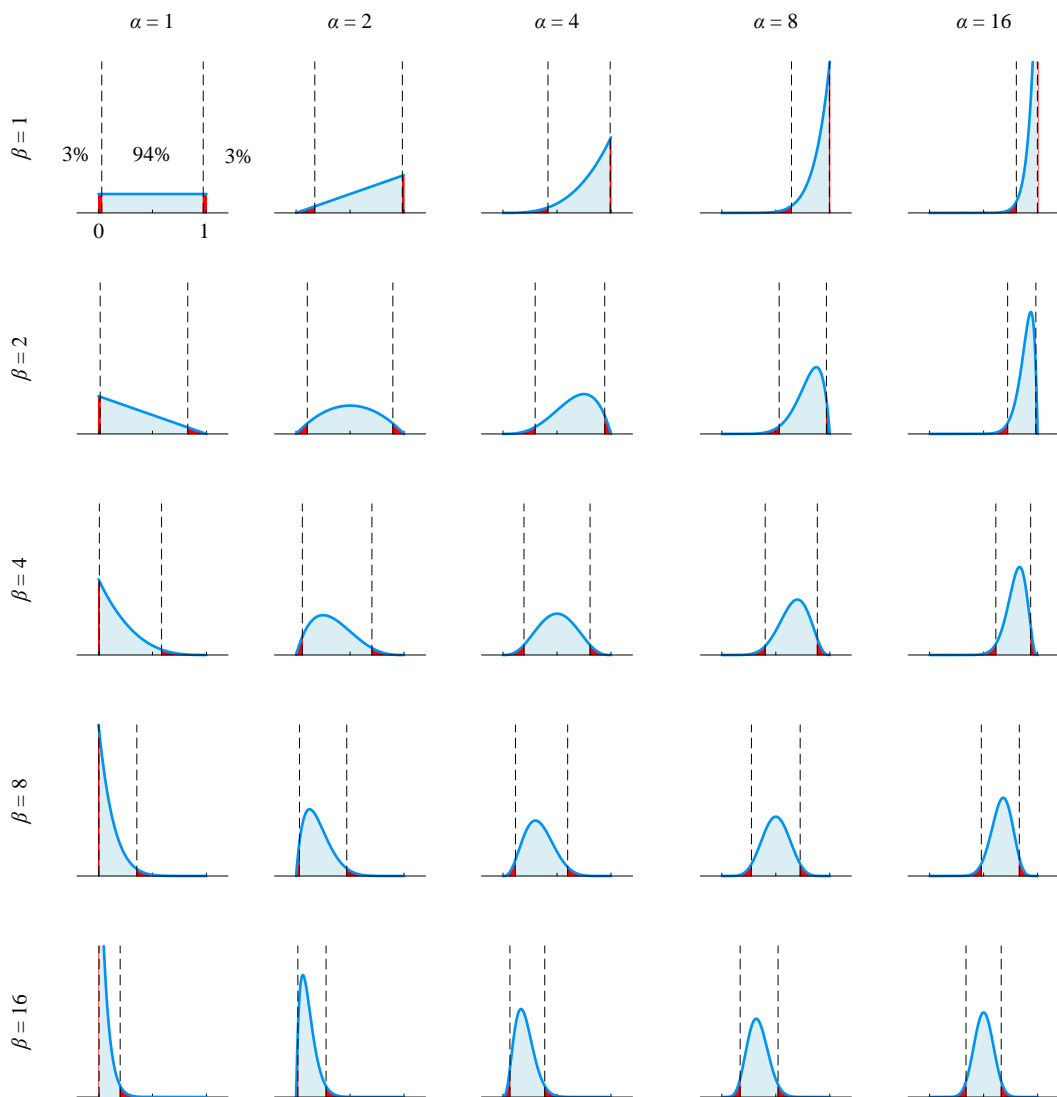 α = 1 α = 2 α = 4 α = 8 α = 16
β = 1
3% 94% 3%
0 1
β = 2
β = 4
β = 8
β = 16